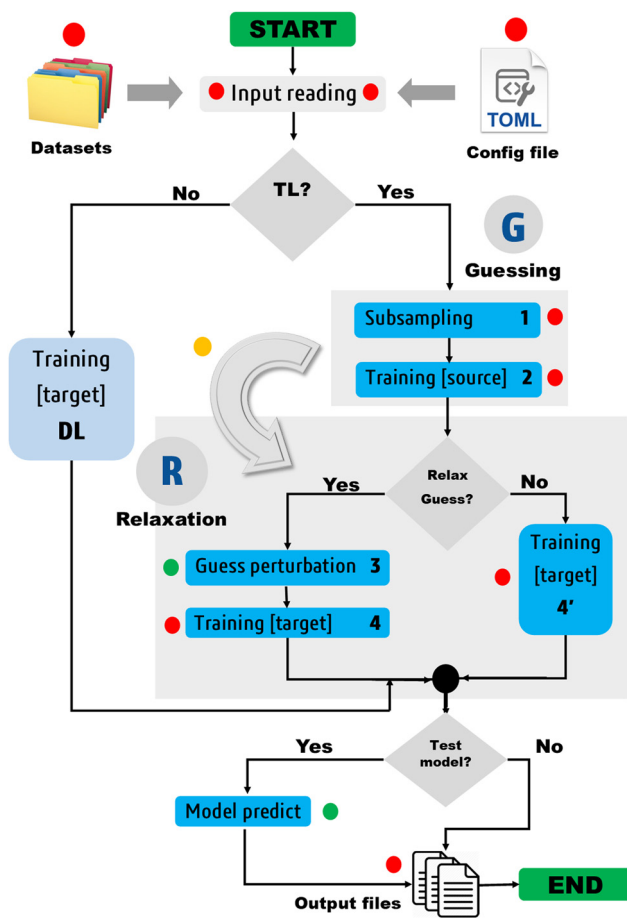 START
Input reading
Datasets
TOML
Config file
TL?
No
Yes
G
Guessing
Subsampling 1
Training [source] 2
Training
[target]
DL
R
Relaxation
Relax
Guess?
Yes
No
Guess perturbation 3
Training [target] 4
Training
[target]
4'
Test
model?
Yes
No
Model predict
Output files
END